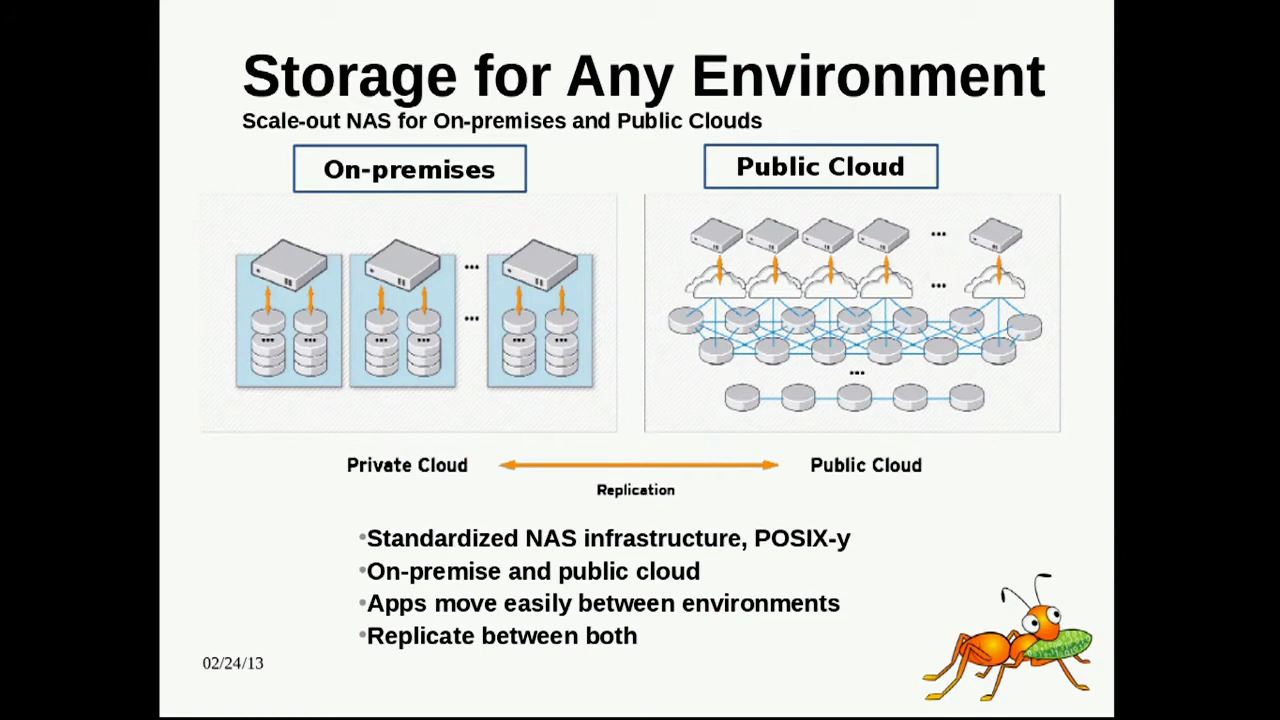 Storage for Any Environment
Scale-out NAS for On-premises and Public Clouds
On-premises
Public Cloud
...
...
...
...
... ... ... ... ... ...
...
Private Cloud
Public Cloud
Replication
•Standardized NAS infrastructure, POSIX-y
•On-premise and public cloud
•Apps move easily between environments
•Replicate between both
02/24/13